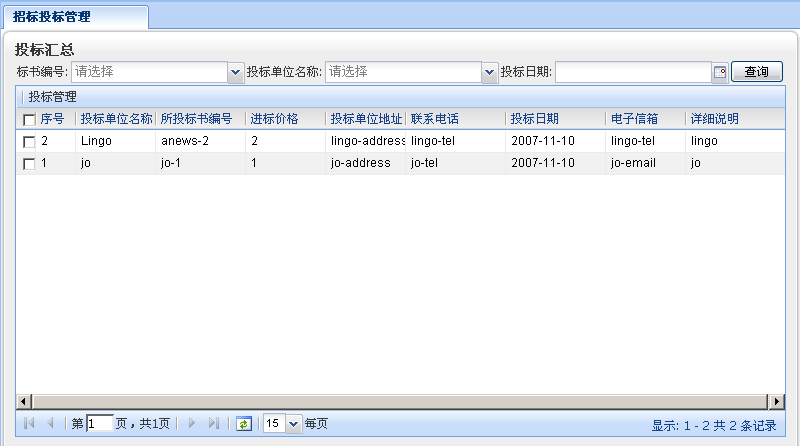 招标投标管理
投标汇总
标书编号: 请选择 投标单位名称: 请选择 投标日期: 查询
投标管理
序号 投标单位名称 所投标书编号 进标价格 投标单位地址 联系电话 投标日期 电子信箱 详细说明
2 Lingo anews-2 2 lingo-address lingo-tel 2007-11-10 lingo-tel lingo
1 jo jo-1 1 jo-address jo-tel 2007-11-10 jo-email jo
第 1 页，共1页 15 每页 显示: 1 - 2 共 2 条记录